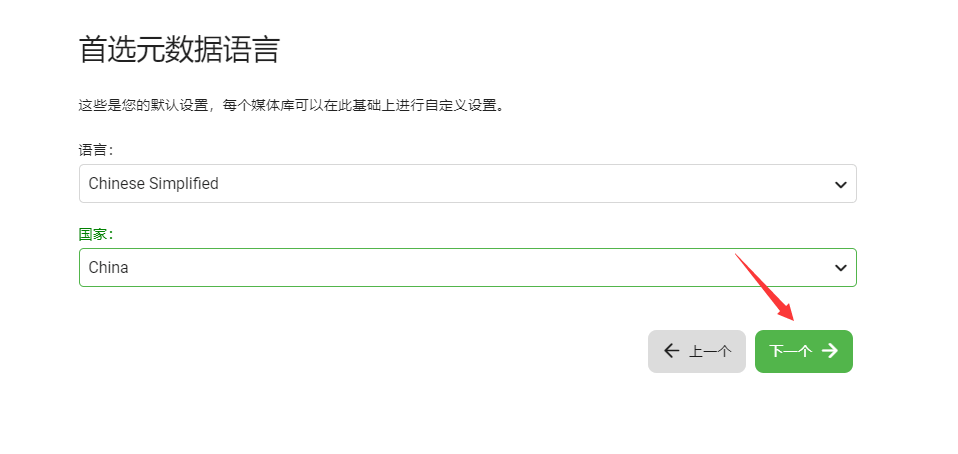 首选元数据语言
这些是您的默认设置，每个媒体库可以在此基础上进行自定义设置。
语言：
Chinese Simplified
国家：
China
上一个
下一个